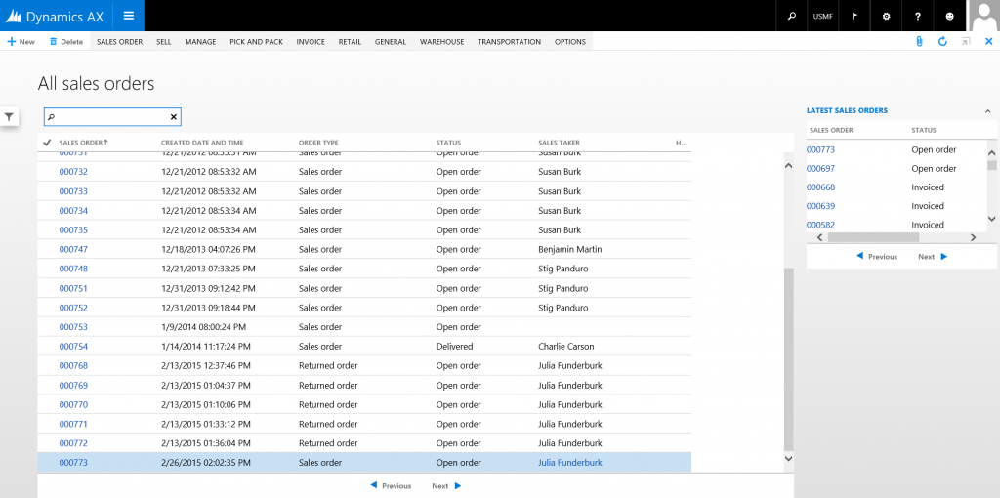 Dynamics AX
USMF
?
New Delete SALES ORDER SELL MANAGE PICK AND PACK INVOICE RETAIL GENERAL WAREHOUSE TRANSPORTATION OPTIONS
All sales orders
SALES ORDER CREATED DATE AND TIME ORDER TYPE STATUS SALES TAKER H...
000731 12/21/2012 08:53:31 AM Sales order Open order Susan Burk
000732 12/21/2012 08:53:32 AM Sales order Open order Susan Burk
000733 12/21/2012 08:53:32 AM Sales order Open order Susan Burk
000734 12/21/2012 08:53:34 AM Sales order Open order Susan Burk
000735 12/21/2012 08:53:34 AM Sales order Open order Susan Burk
000747 12/18/2013 04:07:26 PM Sales order Open order Benjamin Martin
000748 12/21/2013 07:33:25 PM Sales order Open order Stig Panduro
000751 12/31/2013 09:12:42 PM Sales order Open order Stig Panduro
000752 12/31/2013 09:18:44 PM Sales order Open order Stig Panduro
000753 1/9/2014 08:00:24 PM Sales order Open order
000754 1/14/2014 11:17:24 PM Sales order Delivered Charlie Carson
000768 2/13/2015 12:37:46 PM Returned order Open order Julia Funderburk
000769 2/13/2015 01:04:37 PM Returned order Open order Julia Funderburk
000770 2/13/2015 01:10:06 PM Returned order Open order Julia Funderburk
000771 2/13/2015 01:33:12 PM Returned order Open order Julia Funderburk
000772 2/13/2015 01:36:04 PM Returned order Open order Julia Funderburk
000773 2/26/2015 02:02:35 PM Sales order Open order Julia Funderburk
Previous Next
LATEST SALES ORDERS
SALES ORDER STATUS
000773 Open order
000697 Open order
000668 Invoiced
000639 Invoiced
000582 Invoiced
Previous Next